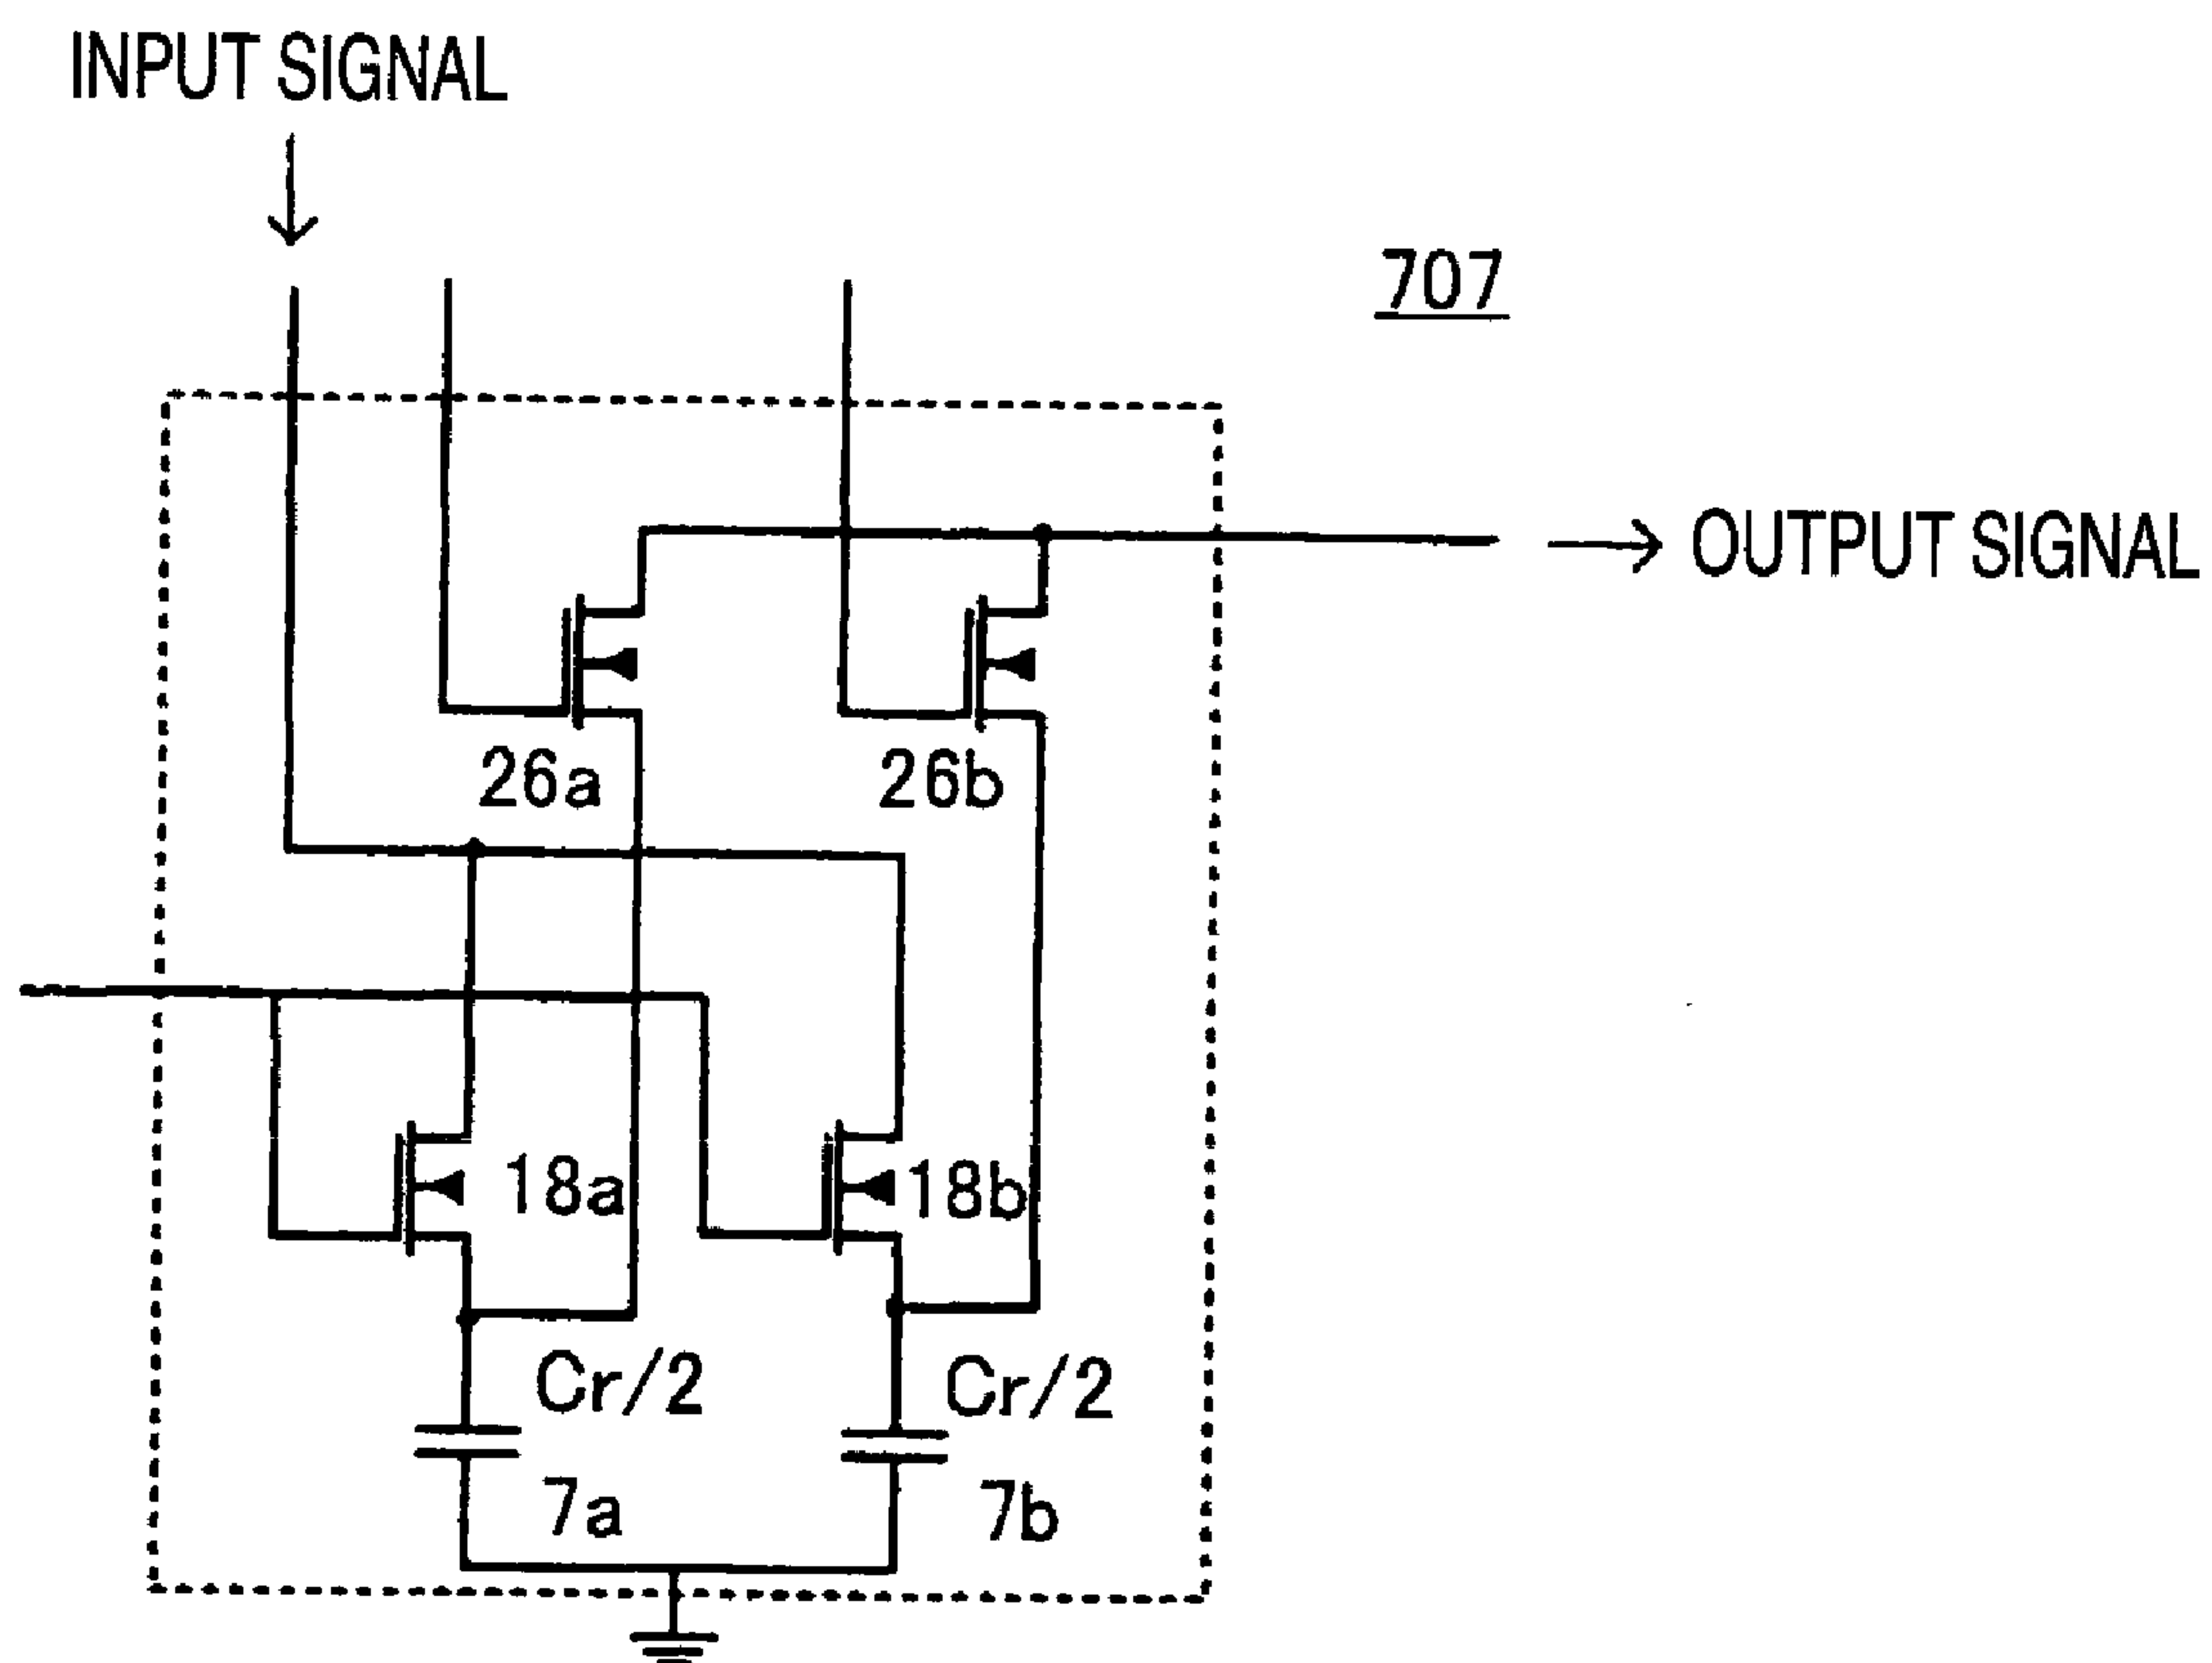 INPUT SIGNAL
707
OUTPUT SIGNAL
26a
26b
18a
18b
Cr/2
Cr/2
7a
7b